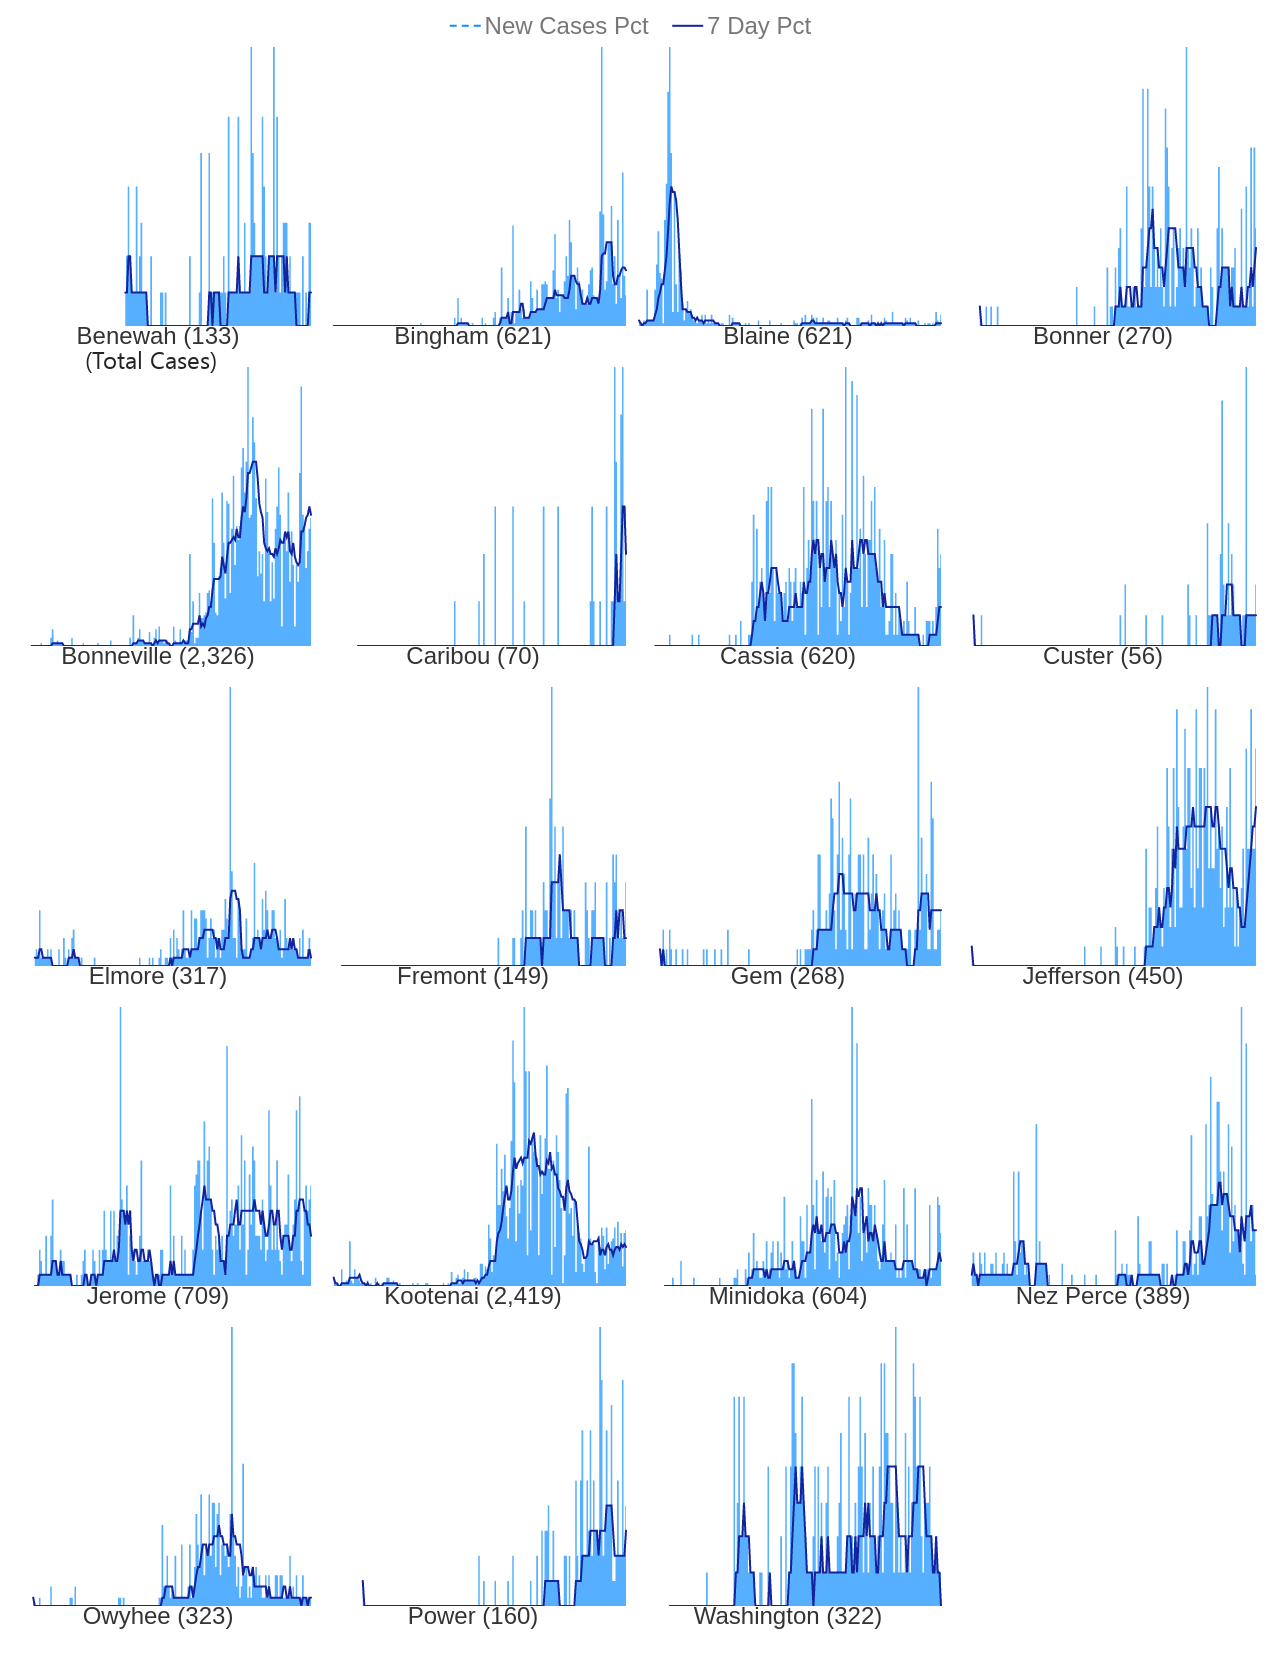 New Cases Pct 7 Day Pct
Benewah (133) Bingham (621) Blaine (621) Bonner (270)
(Total Cases)
Bonneville (2,326) Caribou (70) Cassia (620) Custer (56)
Elmore (317) Fremont (149) Gem (268) Jefferson (450)
Jerome (709) Kootenai (2,419) Minidoka (604) Nez Perce (389)
Owyhee (323) Power (160) Washington (322)